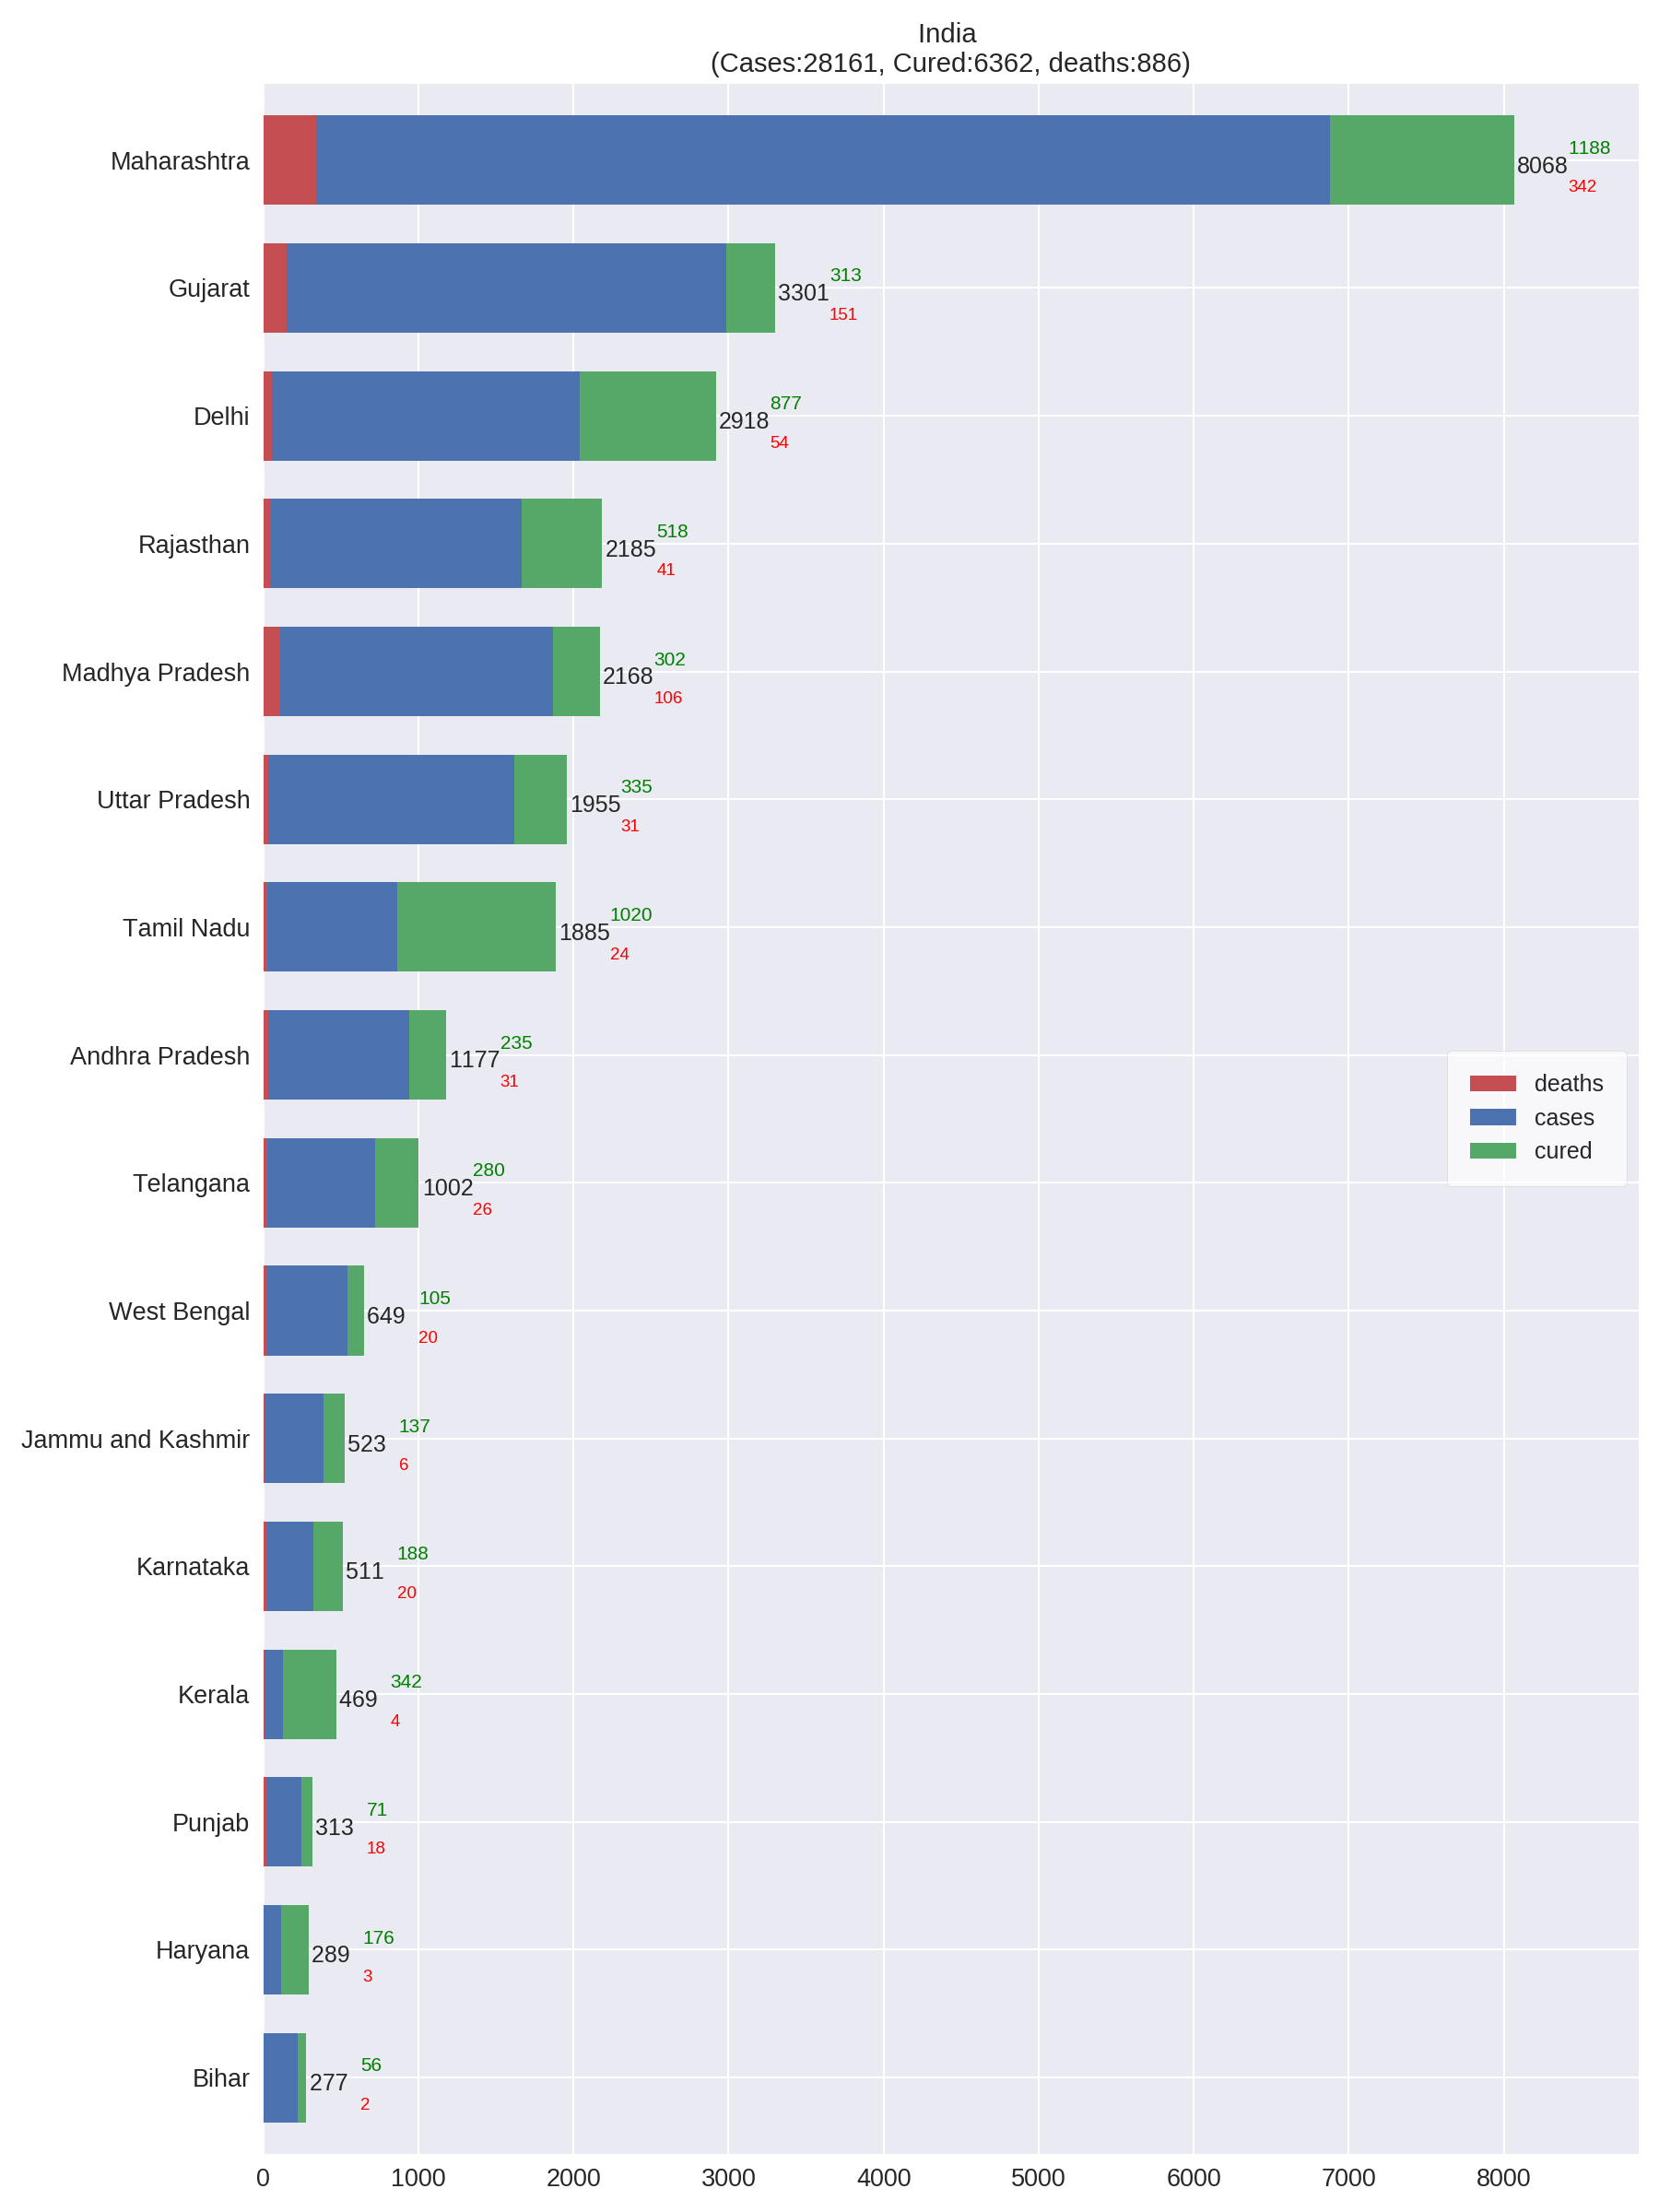 India
(Cases:28161, Cured:6362, deaths:886)
Maharashtra
8068
1188
342
Gujarat
3301
313
151
Delhi
2918
877
54
Rajasthan
2185
518
41
Madhya Pradesh
2168
302
106
Uttar Pradesh
1955
335
31
Tamil Nadu
1885
1020
24
Andhra Pradesh
1177
235
31
Telangana
1002
280
26
West Bengal
649
105
20
Jammu and Kashmir
523
137
6
Karnataka
511
188
20
Kerala
469
342
4
Punjab
313
71
18
Haryana
289
176
3
Bihar
277
56
2
deaths
cases
cured
0 1000 2000 3000 4000 5000 6000 7000 8000